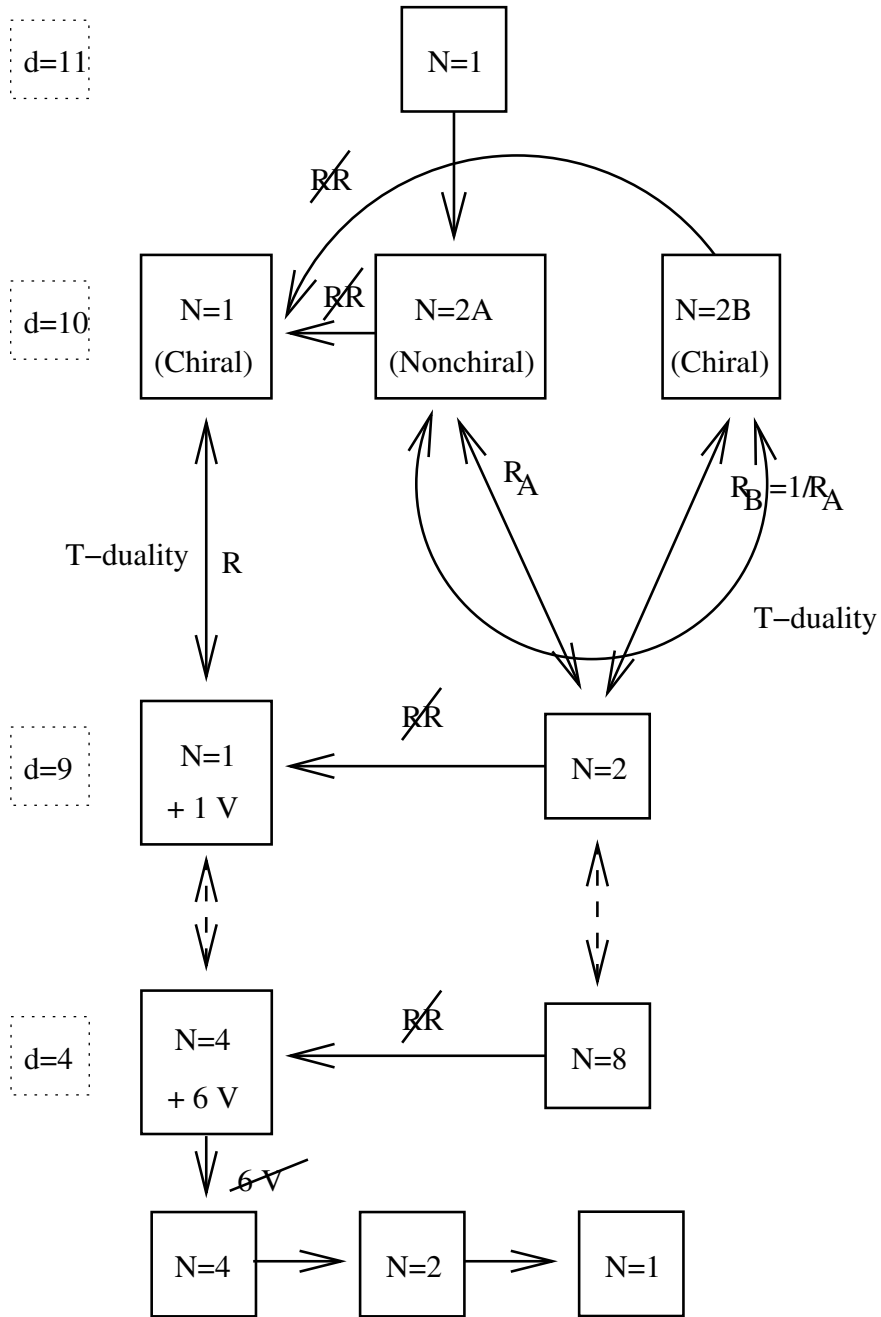 d=11
N=1
RR
RR
d=10
N=1
(Chiral)
N=2A
(Nonchiral)
N=2B
(Chiral)
R_A
R_B=1/R_A
T−duality
R
T−duality
RR
d=9
N=1
+ 1 V
N=2
RR
d=4
N=4
+ 6 V
N=8
6 V
N=4
N=2
N=1